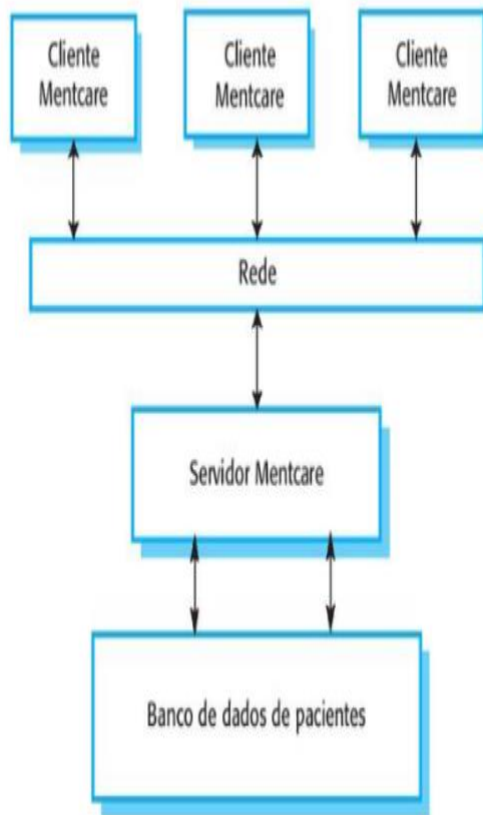 Cliente
Mentcare
Cliente
Mentcare
Cliente
Mentcare
Rede
Servidor Mentcare
Banco de dados de pacientes